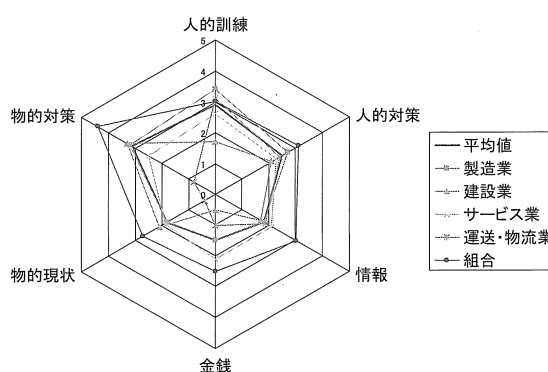 人的訓練
5
4
3
2
1
0
物的対策
人的対策
物的現状
情報
金銭
平均値
製造業
建設業
サービス業
運送・物流業
組合